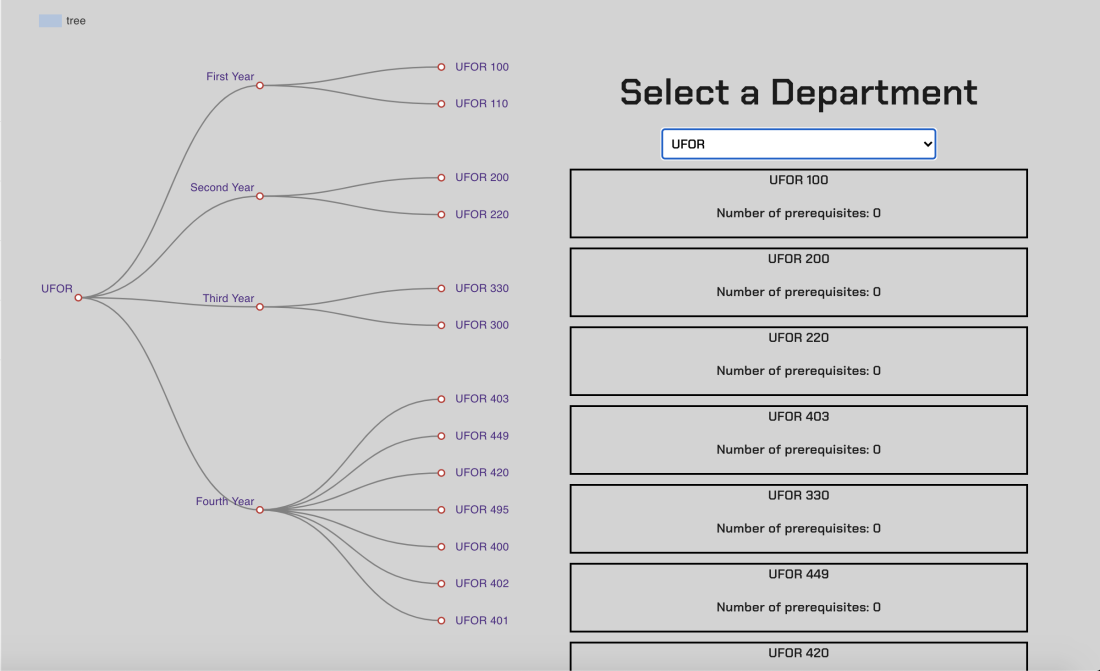 tree
First Year
UFOR 100
UFOR 110
Second Year
UFOR 200
UFOR 220
UFOR
Third Year
UFOR 330
UFOR 300
Fourth Year
UFOR 403
UFOR 449
UFOR 420
UFOR 495
UFOR 400
UFOR 402
UFOR 401
Select a Department
UFOR
UFOR 100
Number of prerequisites: 0
UFOR 200
Number of prerequisites: 0
UFOR 220
Number of prerequisites: 0
UFOR 403
Number of prerequisites: 0
UFOR 330
Number of prerequisites: 0
UFOR 449
Number of prerequisites: 0
UFOR 420